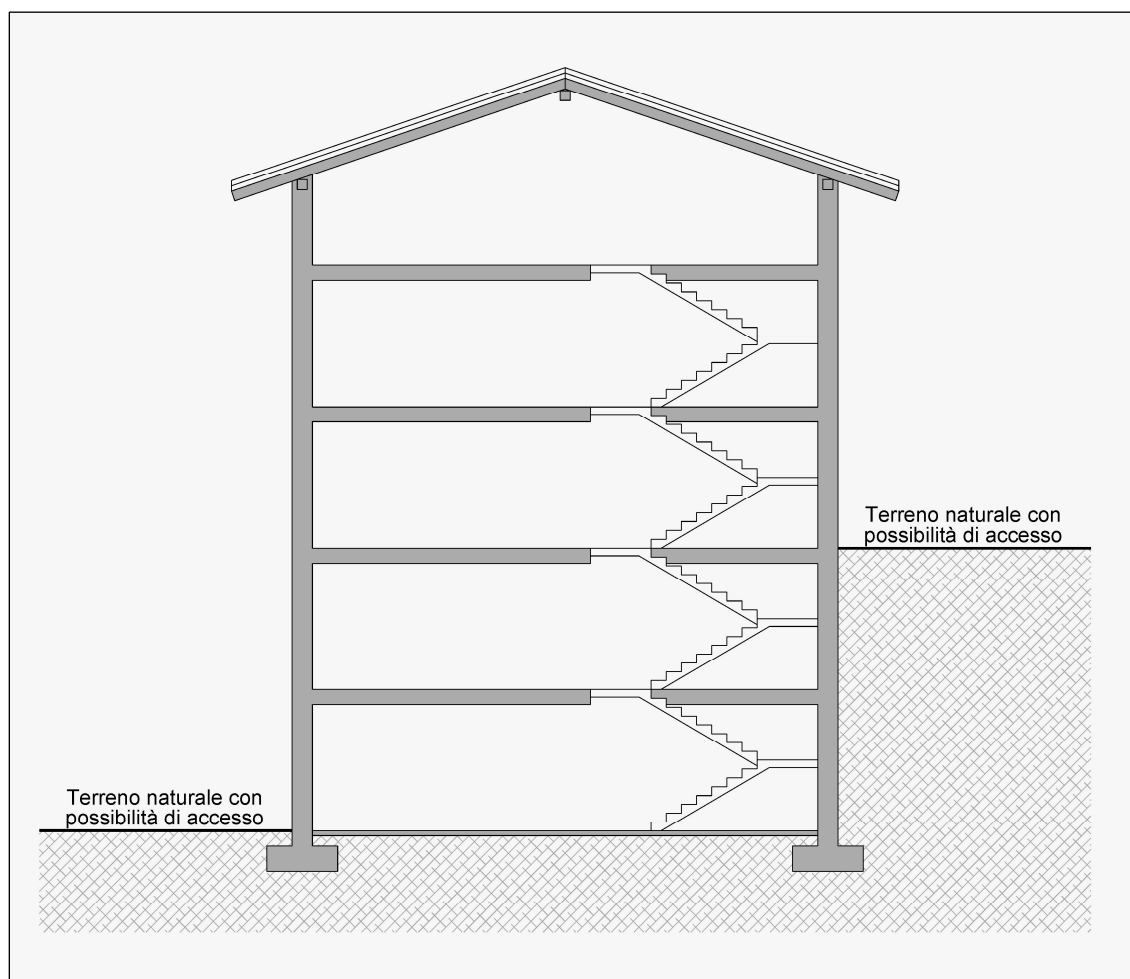 Terreno naturale con
possibilità di accesso
Terreno naturale con
possibilità di accesso